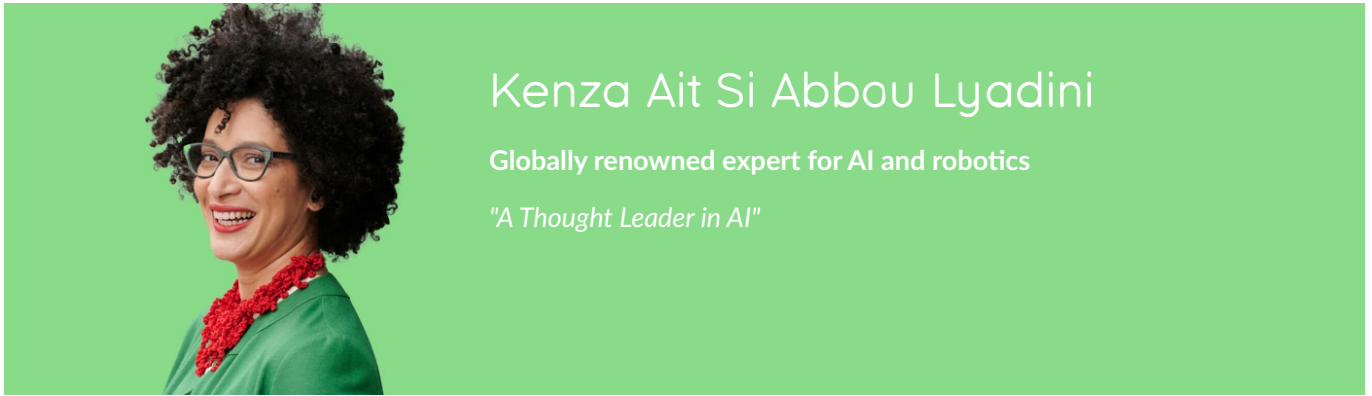 Kenza Ait Si Abbou Lyadini
Globally renowned expert for AI and robotics
"A Thought Leader in AI"